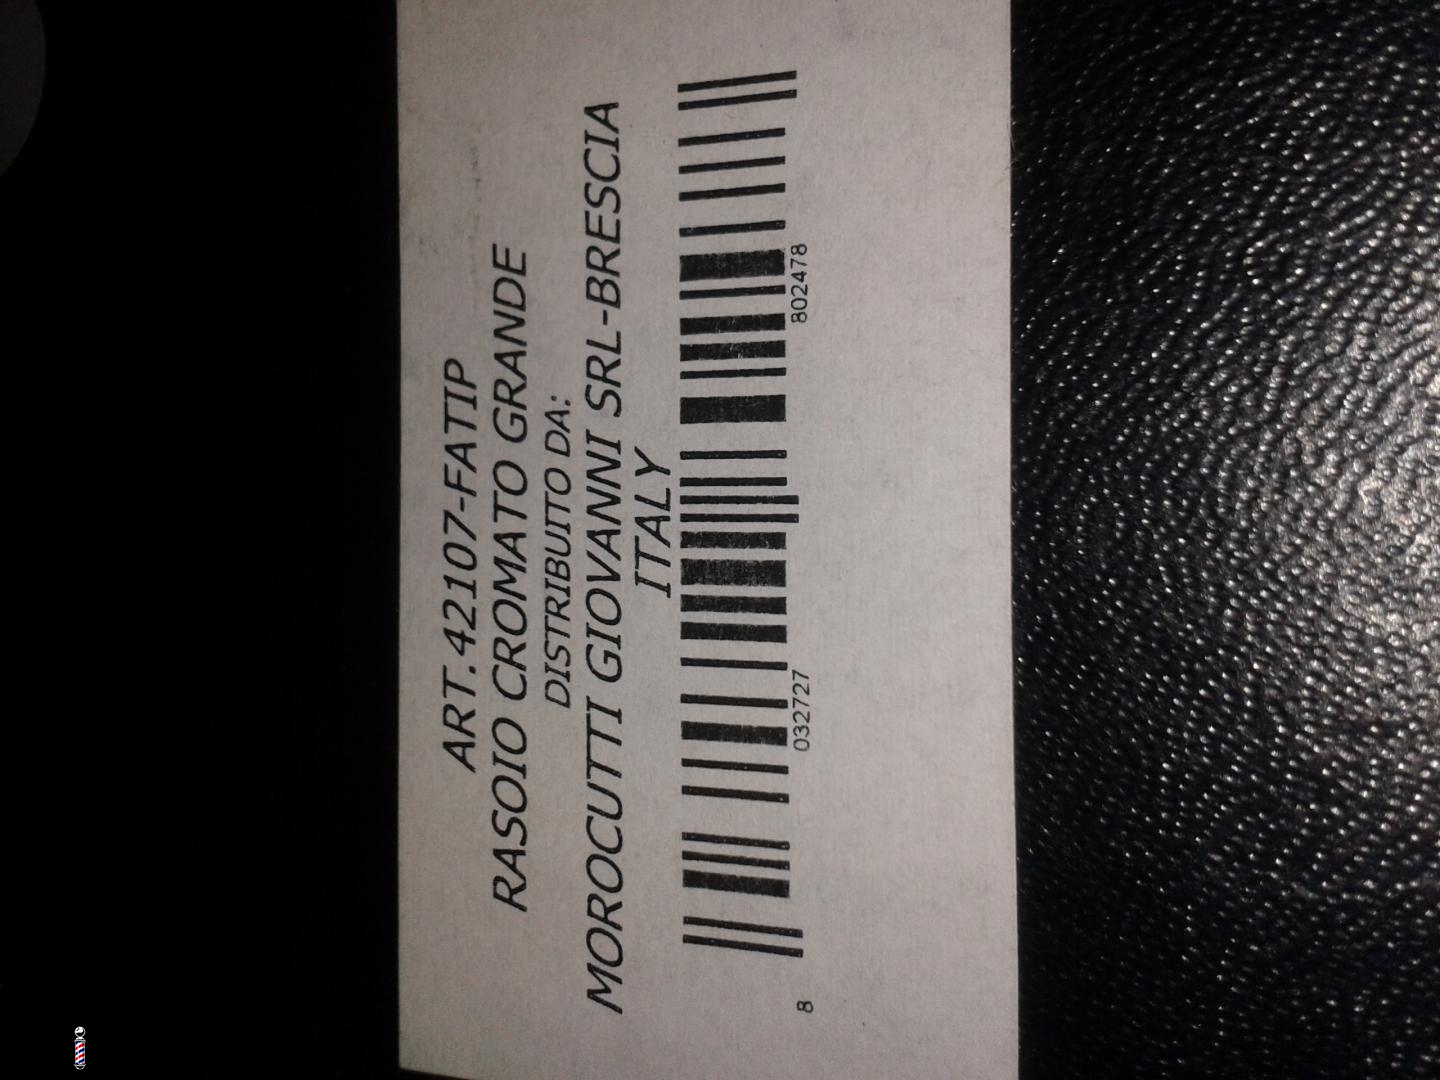 ART.42107-FATIP
RASOIO CROMATO GRANDE
DISTRIBUITO DA:
MOROCUTTI GIOVANNI SRL-BRESCIA
ITALY
8 032727 802478